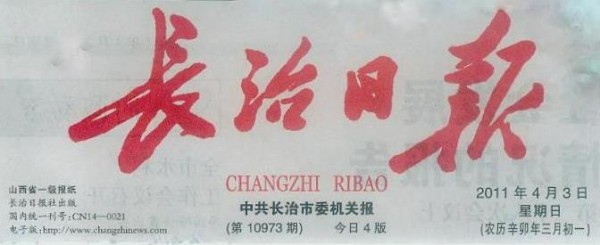 长治日报
CHANGZHI RIBAO
山西省一级报纸
长治日报社出版
国内统一刊号:CN14—0021
电子版:www.changzhinews.com
中共长治市委机关报
(第10973期) 今日4版
2011年4月3日
星期日
(农历辛卯年三月初一)